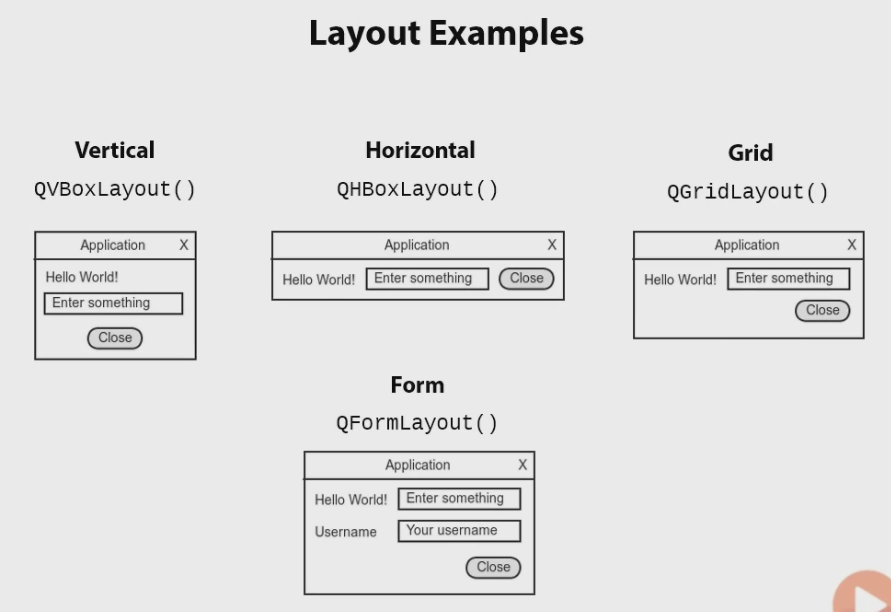 Layout Examples
Vertical
QVBoxLayout()
Application X
Hello World!
Enter something
Close
Horizontal
QHBoxLayout()
Application X
Hello World! Enter something Close
Grid
QGridLayout()
Application X
Hello World! Enter something
Close
Form
QFormLayout()
Application X
Hello World! Enter something
Username Your username
Close